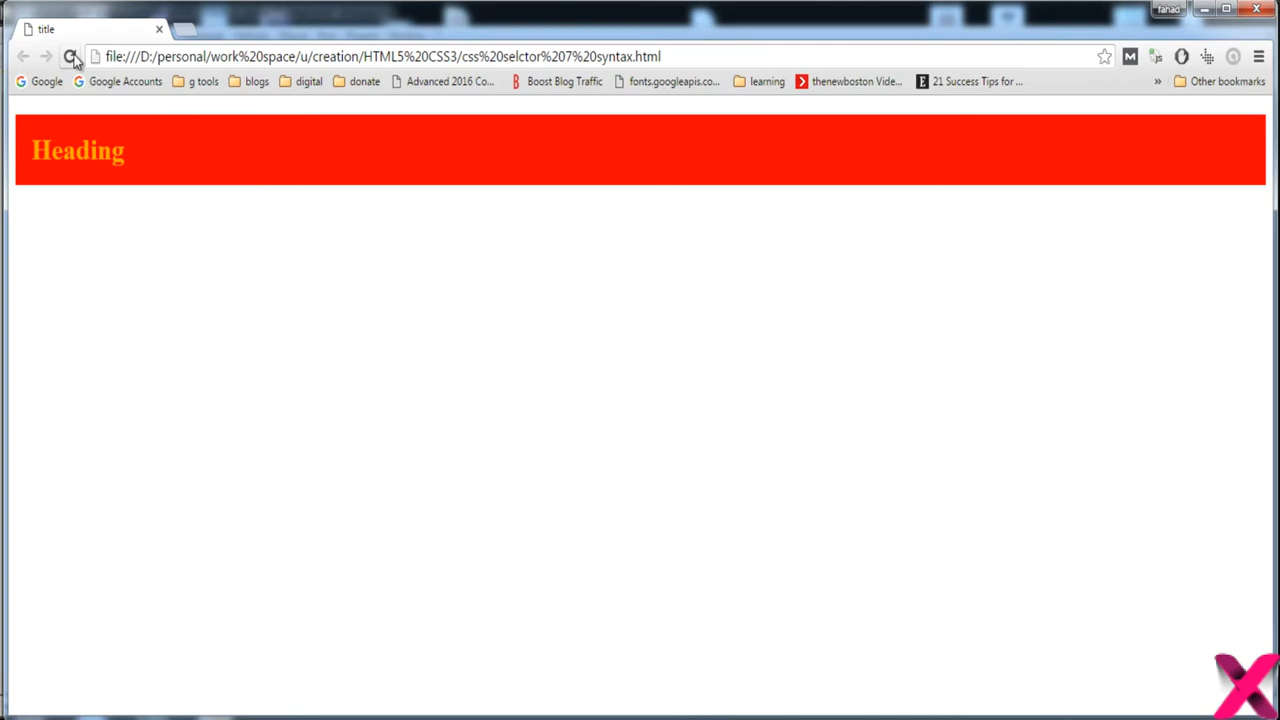 fahad
title
file:///D:/personal/work%20space/u/creation/HTML5%20CSS3/css%20selctor%207%20syntax.html
Google Google Accounts g tools blogs digital donate Advanced 2016 Co... Boost Blog Traffic fonts.googleapis.co... learning thenewboston Vide... 21 Success Tips for ... » Other bookmarks
Heading